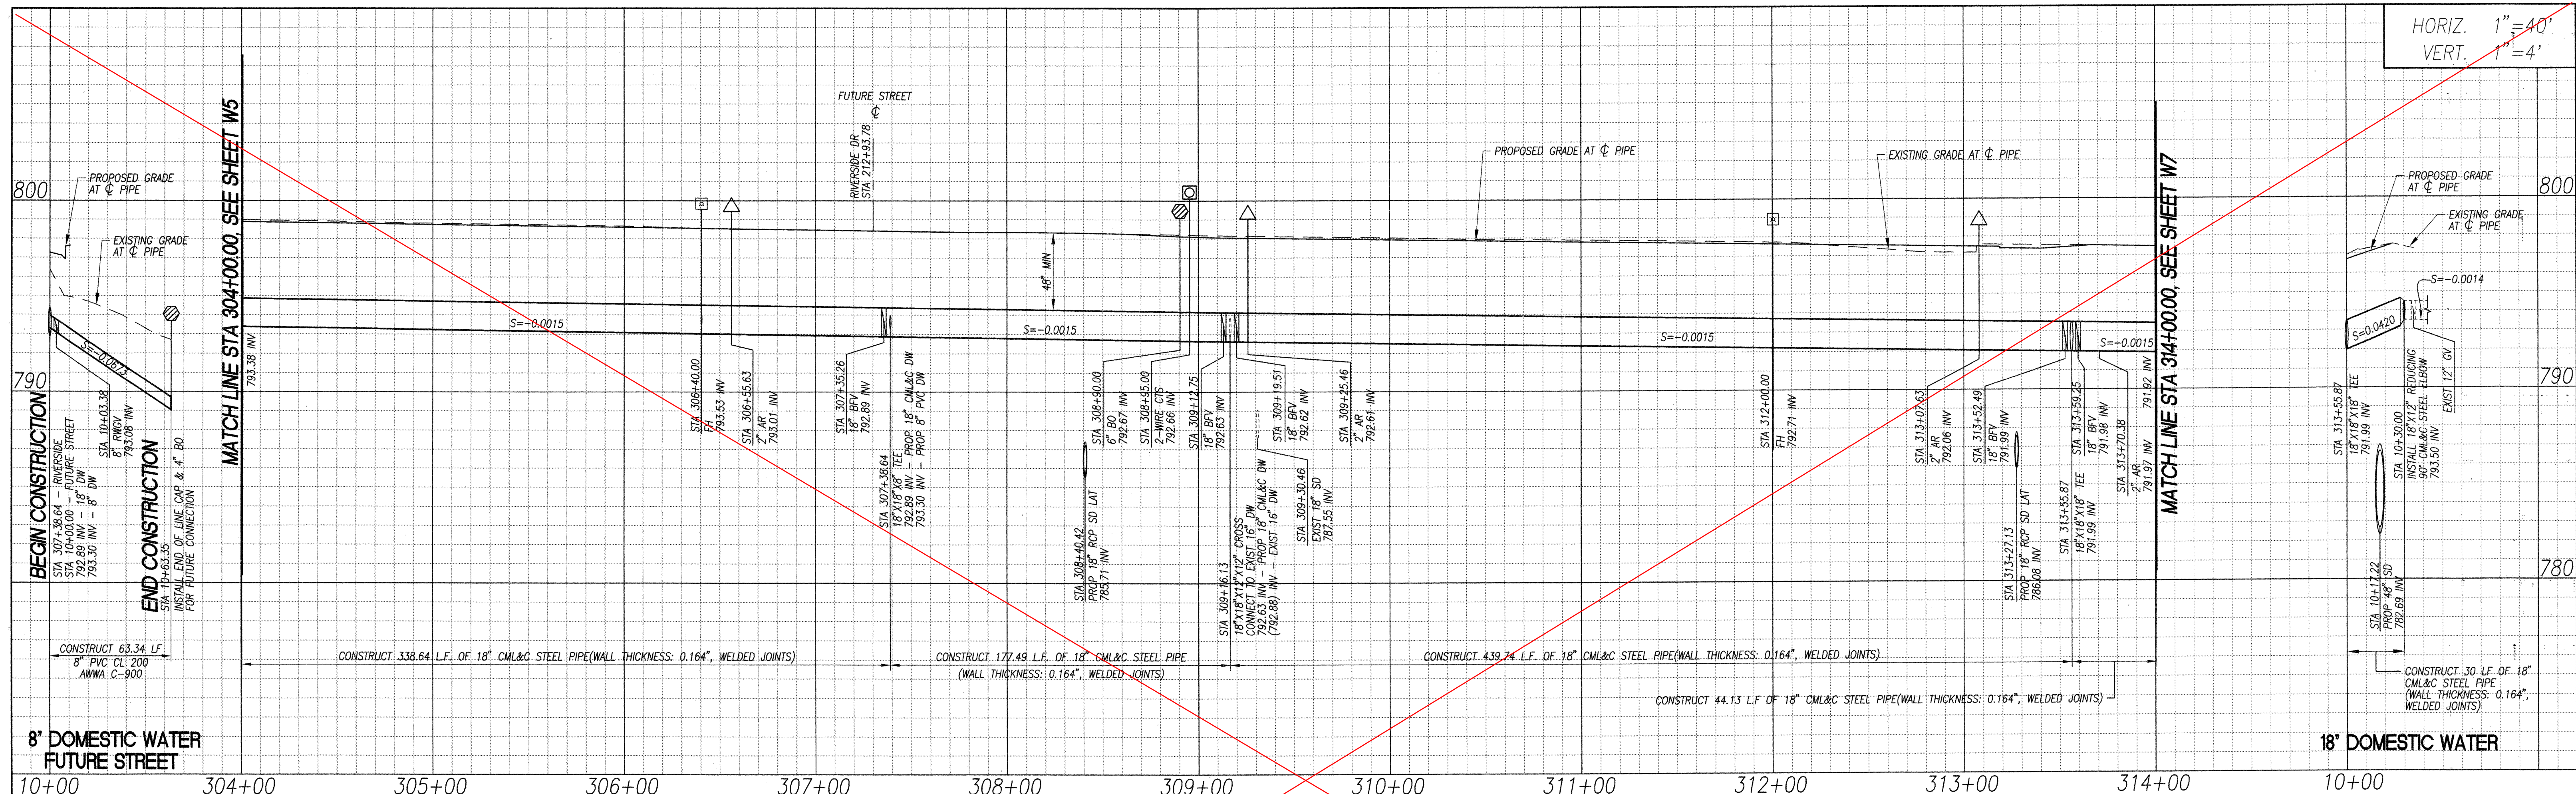 HORIZ. 1"=40'
VERT. 1"=4'
800
790
PROPOSED GRADE
AT ℄ PIPE
EXISTING GRADE
AT ℄ PIPE
S=-0.0673
BEGIN CONSTRUCTION
STA 307+38.64 - RIVERSIDE
STA 10+00.00 - FUTURE STREET
792.89 INV - 18" DW
793.30 INV - 8" DW
STA 10+03.38
8" RWGV
793.08 INV
END CONSTRUCTION
STA 10+63.35
INSTALL END OF LINE CAP & 4" BO
FOR FUTURE CONNECTION
CONSTRUCT 63.34 LF
8" PVC CL 200
AWWA C-900
8" DOMESTIC WATER
FUTURE STREET
MATCH LINE STA 304+00.00, SEE SHEET W5
793.38 INV
S=-0.0015
STA 306+40.00
FH
793.53 INV
STA 306+55.63
2" AR
793.01 INV
FUTURE STREET
℄
RIVERSIDE DR
STA 212+93.78
STA 307+35.26
18" BFV
792.89 INV
STA 307+38.64
18"X18"X8" TEE
792.89 INV - PROP 18" CML&C DW
793.30 INV - PROP 8" PVC DW
48" MIN
S=-0.0015
STA 308+40.42
PROP 18" RCP SD LAT
785.71 INV
STA 308+90.00
6" BO
792.67 INV
STA 308+95.00
2-WIRE CTS
792.66 INV
STA 309+12.75
18" BFV
792.63 INV
STA 309+16.13
18"X18"X12"X12" CROSS
CONNECT TO EXIST 16" DW
792.63 INV - PROP 18" CML&C DW
(792.88) INV - EXIST 16" DW
STA 309+19.51
18" BFV
792.62 INV
STA 309+30.46
EXIST 18" SD
787.55 INV
STA 309+25.46
2" AR
792.61 INV
PROPOSED GRADE AT ℄ PIPE
S=-0.0015
STA 312+00.00
FH
792.71 INV
EXISTING GRADE AT ℄ PIPE
STA 313+07.63
2" AR
792.06 INV
STA 313+52.49
18" BFV
791.99 INV
STA 313+27.13
PROP 18" RCP SD LAT
786.08 INV
STA 313+55.87
18"X18"X18" TEE
791.99 INV
STA 313+59.25
18" BFV
791.98 INV
STA 313+70.38
2" AR
791.97 INV
S=-0.0015
791.92 INV
MATCH LINE STA 314+00.00, SEE SHEET W7
CONSTRUCT 338.64 L.F. OF 18" CML&C STEEL PIPE(WALL THICKNESS: 0.164", WELDED JOINTS)
CONSTRUCT 177.49 L.F. OF 18" CML&C STEEL PIPE
(WALL THICKNESS: 0.164", WELDED JOINTS)
CONSTRUCT 439.74 L.F. OF 18" CML&C STEEL PIPE(WALL THICKNESS: 0.164", WELDED JOINTS)
CONSTRUCT 44.13 L.F OF 18" CML&C STEEL PIPE(WALL THICKNESS: 0.164", WELDED JOINTS)
PROPOSED GRADE
AT ℄ PIPE
EXISTING GRADE
AT ℄ PIPE
S=-0.0014
S=0.0420
STA 313+55.87
18"X18"X18" TEE
791.99 INV
STA 10+30.00
INSTALL 18"X12" REDUCING
90° CML&C STEEL ELBOW
793.50 INV
EXIST 12" GV
STA 10+17.22
PROP 48" SD
782.69 INV
CONSTRUCT 30 LF OF 18"
CML&C STEEL PIPE
(WALL THICKNESS: 0.164",
WELDED JOINTS)
18" DOMESTIC WATER
800
790
780
10+00
304+00
305+00
306+00
307+00
308+00
309+00
310+00
311+00
312+00
313+00
314+00
10+00